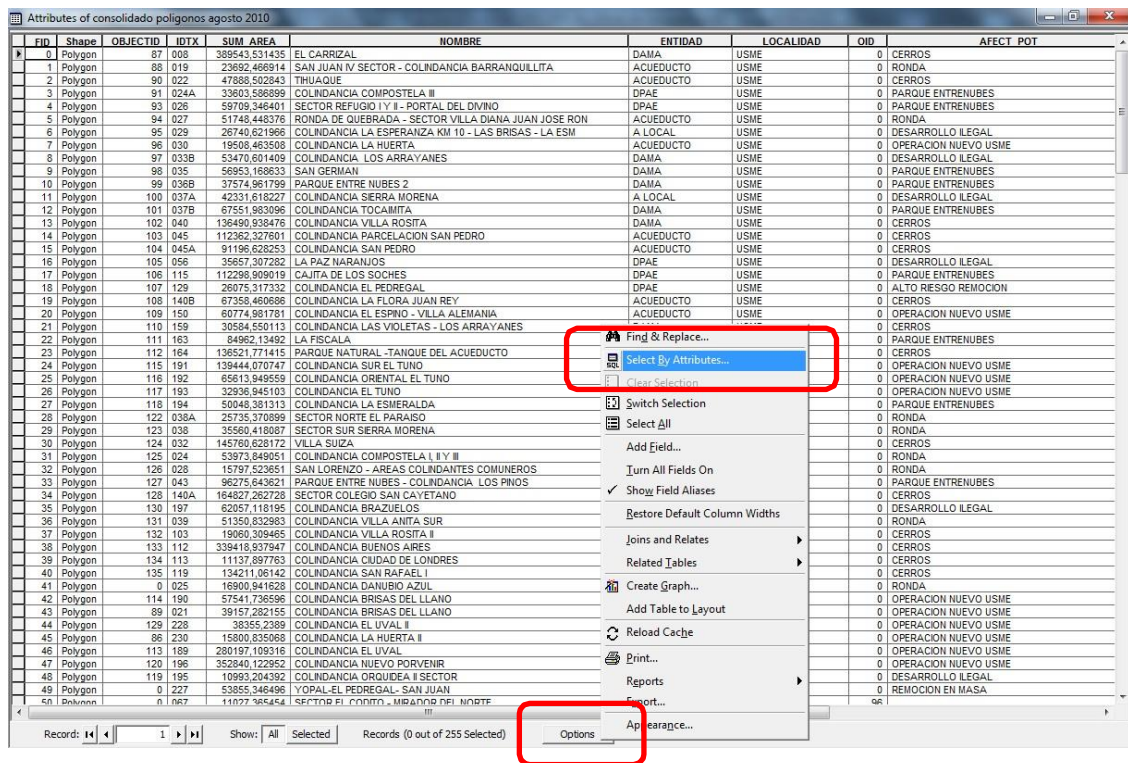 Attributes of consolidado poligonos agosto 2010
FID Shape OBJECTID IDTX SUM_AREA NOMBRE ENTIDAD LOCALIDAD OID AFECT_POT
0 Polygon 87 008 389543,531435 EL CARRIZAL DAMA USME 0 CERROS
1 Polygon 88 019 23692,466914 SAN JUAN IV SECTOR - COLINDANCIA BARRANQUILLITA ACUEDUCTO USME 0 RONDA
2 Polygon 90 022 47888,502843 TIHUAQUE ACUEDUCTO USME 0 CERROS
3 Polygon 91 024A 33603,586899 COLINDANCIA COMPOSTELA III DPAE USME 0 PARQUE ENTRENUBES
4 Polygon 93 026 59709,346401 SECTOR REFUGIO I Y II - PORTAL DEL DIVINO DPAE USME 0 PARQUE ENTRENUBES
5 Polygon 94 027 51748,448376 RONDA DE QUEBRADA - SECTOR VILLA DIANA JUAN JOSE RON ACUEDUCTO USME 0 RONDA
6 Polygon 95 029 26740,621966 COLINDANCIA LA ESPERANZA KM 10 - LAS BRISAS - LA ESM A LOCAL USME 0 DESARROLLO ILEGAL
7 Polygon 96 030 19508,463508 COLINDANCIA LA HUERTA ACUEDUCTO USME 0 OPERACION NUEVO USME
8 Polygon 97 033B 53470,601409 COLINDANCIA LOS ARRAYANES DAMA USME 0 DESARROLLO ILEGAL
9 Polygon 98 035 56953,168633 SAN GERMAN DAMA USME 0 PARQUE ENTRENUBES
10 Polygon 99 036B 37574,961799 PARQUE ENTRE NUBES 2 DAMA USME 0 PARQUE ENTRENUBES
11 Polygon 100 037A 42331,618227 COLINDANCIA SIERRA MORENA A LOCAL USME 0 DESARROLLO ILEGAL
12 Polygon 101 037B 67551,983096 COLINDANCIA TOCAIMITA DAMA USME 0 PARQUE ENTRENUBES
13 Polygon 102 040 136490,938476 COLINDANCIA VILLA ROSITA DAMA USME 0 CERROS
14 Polygon 103 045 112362,327601 COLINDANCIA PARCELACION SAN PEDRO ACUEDUCTO USME 0 CERROS
15 Polygon 104 045A 91196,628253 COLINDANCIA SAN PEDRO ACUEDUCTO USME 0 CERROS
16 Polygon 105 056 35657,307282 LA PAZ NARANJOS DPAE USME 0 DESARROLLO ILEGAL
17 Polygon 106 115 112298,909019 CAJITA DE LOS SOCHES DPAE USME 0 PARQUE ENTRENUBES
18 Polygon 107 129 26075,317332 COLINDANCIA EL PEDREGAL DPAE USME 0 ALTO RIESGO REMOCION
19 Polygon 108 140B 67358,460686 COLINDANCIA LA FLORA JUAN REY ACUEDUCTO USME 0 CERROS
20 Polygon 109 150 60774,981781 COLINDANCIA EL ESPINO - VILLA ALEMANIA ACUEDUCTO USME 0 OPERACION NUEVO USME
21 Polygon 110 159 30584,550113 COLINDANCIA LAS VIOLETAS - LOS ARRAYANES 0 CERROS
22 Polygon 111 163 84962,13492 LA FISCALA 0 PARQUE ENTRENUBES
23 Polygon 112 164 136521,771415 PARQUE NATURAL -TANQUE DEL ACUEDUCTO 0 CERROS
24 Polygon 115 191 139444,070747 COLINDANCIA SUR EL TUNO 0 OPERACION NUEVO USME
25 Polygon 116 192 65613,949559 COLINDANCIA ORIENTAL EL TUNO 0 OPERACION NUEVO USME
26 Polygon 117 193 32936,945103 COLINDANCIA EL TUNO 0 OPERACION NUEVO USME
27 Polygon 118 194 50048,381313 COLINDANCIA LA ESMERALDA 0 PARQUE ENTRENUBES
28 Polygon 122 038A 25735,370899 SECTOR NORTE EL PARAISO 0 RONDA
29 Polygon 123 038 35560,418087 SECTOR SUR SIERRA MORENA 0 RONDA
30 Polygon 124 032 145760,628172 VILLA SUIZA 0 CERROS
31 Polygon 125 024 53973,849051 COLINDANCIA COMPOSTELA I, II Y III 0 RONDA
32 Polygon 126 028 15797,523651 SAN LORENZO - AREAS COLINDANTES COMUNEROS 0 RONDA
33 Polygon 127 043 96275,643621 PARQUE ENTRE NUBES - COLINDANCIA LOS PINOS 0 PARQUE ENTRENUBES
34 Polygon 128 140A 164827,262728 SECTOR COLEGIO SAN CAYETANO 0 CERROS
35 Polygon 130 197 62057,118195 COLINDANCIA BRAZUELOS 0 DESARROLLO ILEGAL
36 Polygon 131 039 51350,832983 COLINDANCIA VILLA ANITA SUR 0 RONDA
37 Polygon 132 103 19060,309465 COLINDANCIA VILLA ROSITA II 0 CERROS
38 Polygon 133 112 339418,937947 COLINDANCIA BUENOS AIRES 0 CERROS
39 Polygon 134 113 11137,897763 COLINDANCIA CIUDAD DE LONDRES 0 CERROS
40 Polygon 135 119 134211,06142 COLINDANCIA SAN RAFAEL I 0 CERROS
41 Polygon 0 025 16900,941628 COLINDANCIA DANUBIO AZUL 0 RONDA
42 Polygon 114 190 57541,736596 COLINDANCIA BRISAS DEL LLANO 0 OPERACION NUEVO USME
43 Polygon 89 021 39157,282155 COLINDANCIA BRISAS DEL LLANO 0 OPERACION NUEVO USME
44 Polygon 129 228 38355,2389 COLINDANCIA EL UVAL II 0 OPERACION NUEVO USME
45 Polygon 86 230 15800,835068 COLINDANCIA LA HUERTA II 0 OPERACION NUEVO USME
46 Polygon 113 189 280197,109316 COLINDANCIA EL UVAL 0 OPERACION NUEVO USME
47 Polygon 120 196 352840,122952 COLINDANCIA NUEVO PORVENIR 0 OPERACION NUEVO USME
48 Polygon 119 195 10993,204392 COLINDANCIA ORQUIDEA II SECTOR 0 DESARROLLO ILEGAL
49 Polygon 0 227 53855,346496 YOPAL-EL PEDREGAL- SAN JUAN 0 REMOCION EN MASA
50 Polygon 0 067 11027,365454 SECTOR EL CODITO - MIRADOR DEL NORTE 96
Find & Replace...
SQL Select By Attributes...
Clear Selection
Switch Selection
Select All
Add Field...
Turn All Fields On
Show Field Aliases
Restore Default Column Widths
Joins and Relates
Related Tables
Create Graph...
Add Table to Layout
Reload Cache
Print...
Reports
Export...
Appearance...
Record: 1 Show: All Selected Records (0 out of 255 Selected) Options